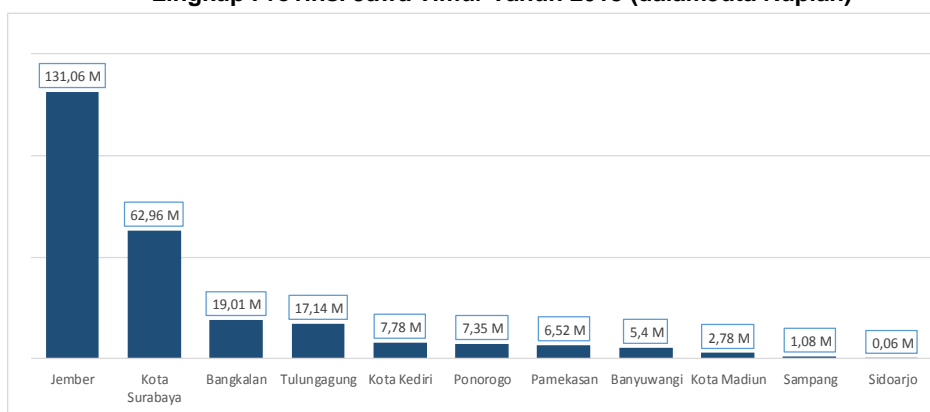 131,06 M
62,96 M
19,01 M
17,14 M
7,78 M
7,35 M
6,52 M
5,4 M
2,78 M
1,08 M
0,06 M
Jember Kota Bangkalan Tulungagung Kota Kediri Ponorogo Pamekasan Banyuwangi Kota Madiun Sampang Sidoarjo
Surabaya